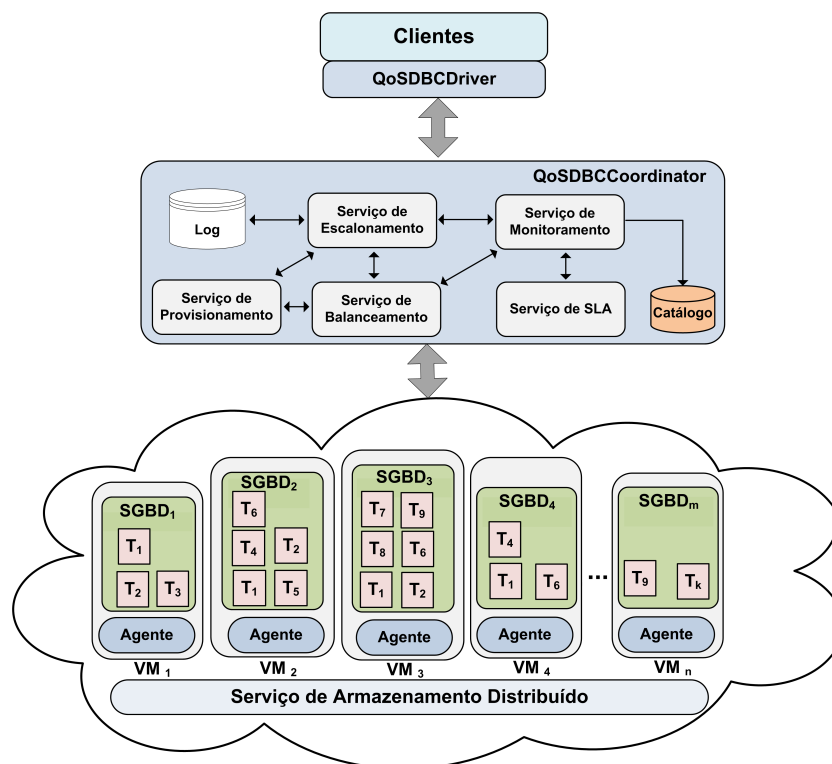 Clientes
QoSDBCDriver
QoSDBCCoordinator
Log
Serviço de
Escalonamento
Serviço de
Monitoramento
Serviço de
Provisionamento
Serviço de
Balanceamento
Serviço de SLA
Catálogo
SGBD1
T1
T2 T3
Agente
VM 1
SGBD2
T6
T4 T2
T1 T5
Agente
VM 2
SGBD3
T7 T9
T8 T6
T1 T2
Agente
VM 3
SGBD4
T4
T1 T6
Agente
VM 4
...
SGBDm
T9 Tk
Agente
VM n
Serviço de Armazenamento Distribuído